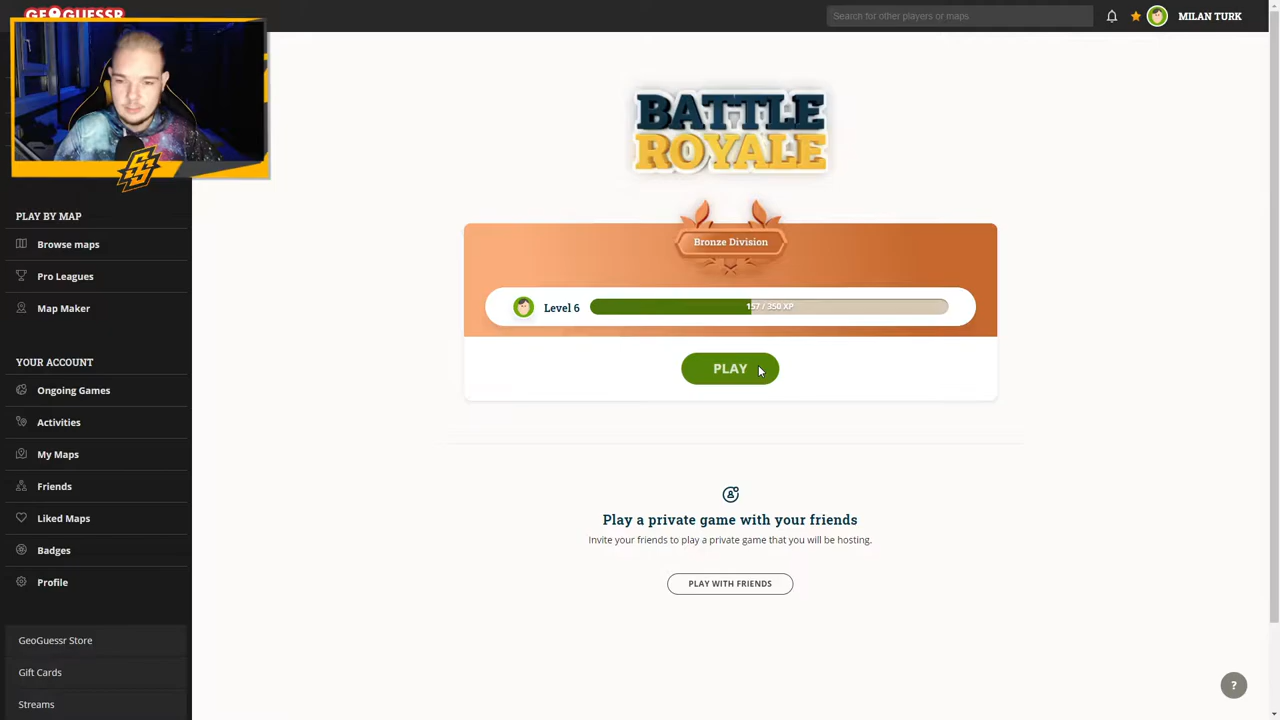 GEOGUESSR
Search for other players or maps
MILAN TURK
BATTLE
ROYALE
Bronze Division
Level 6
157 / 350 XP
PLAY
Play a private game with your friends
Invite your friends to play a private game that you will be hosting.
PLAY WITH FRIENDS
PLAY BY MAP
Browse maps
Pro Leagues
Map Maker
YOUR ACCOUNT
Ongoing Games
Activities
My Maps
Friends
Liked Maps
Badges
Profile
GeoGuessr Store
Gift Cards
Streams
?